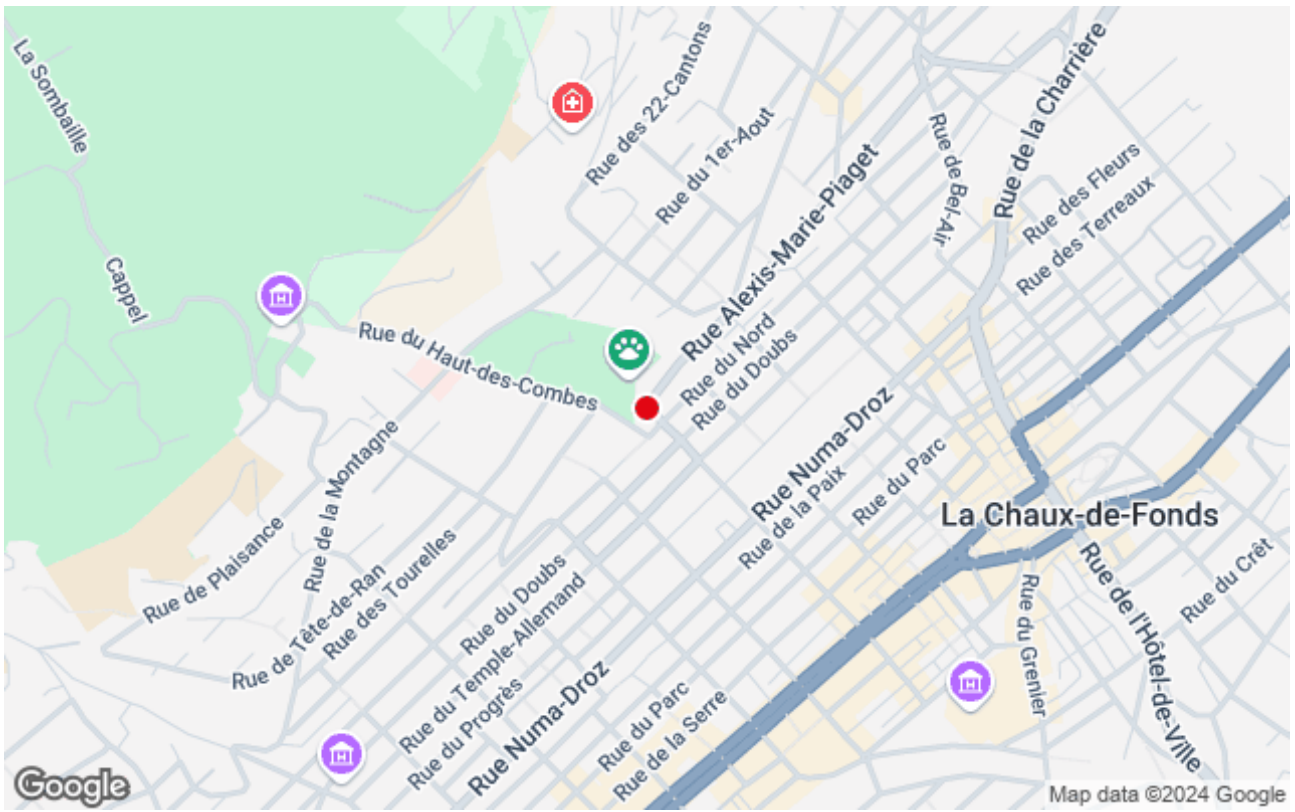 La Sombaille
Cappel
Rue des 22-Cantons
Rue du 1er-Aout
Rue Alexis-Marie-Piaget
Rue de Bel-Air
Rue de la Charrière
Rue des Fleurs
Rue des Terreaux
Rue du Haut-des-Combes
Rue du Nord
Rue du Doubs
Rue Numa-Droz
Rue de la Paix
Rue du Parc
La Chaux-de-Fonds
Rue de la Montagne
Rue de Plaisance
Rue de Tête-de-Ran
Rue des Tourelles
Rue du Doubs
Rue du Temple-Allemand
Rue du Progrès
Rue Numa-Droz
Rue du Parc
Rue de la Serre
Rue du Grenier
Rue de l'Hôtel-de-Ville
Rue du Crêt
H
H
H
Google
Map data ©2024 Google